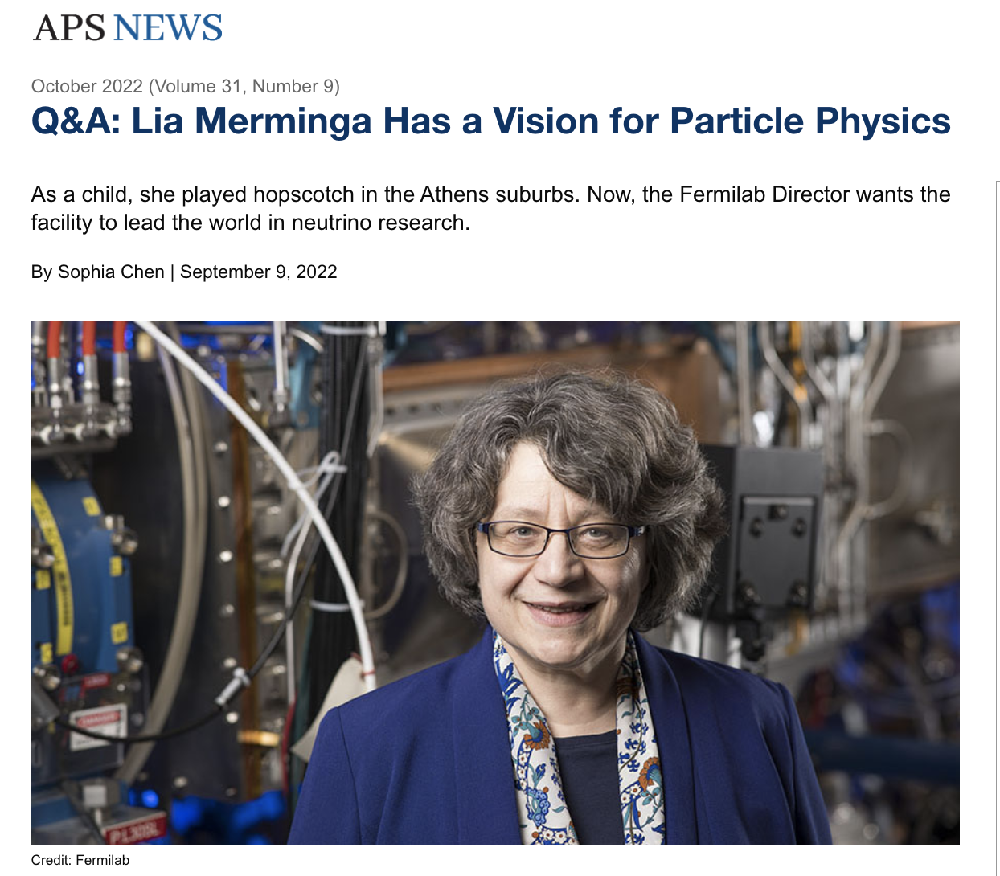 APS NEWS
October 2022 (Volume 31, Number 9)
Q&A: Lia Merminga Has a Vision for Particle Physics
As a child, she played hopscotch in the Athens suburbs. Now, the Fermilab Director wants the
facility to lead the world in neutrino research.
By Sophia Chen | September 9, 2022
Credit: Fermilab